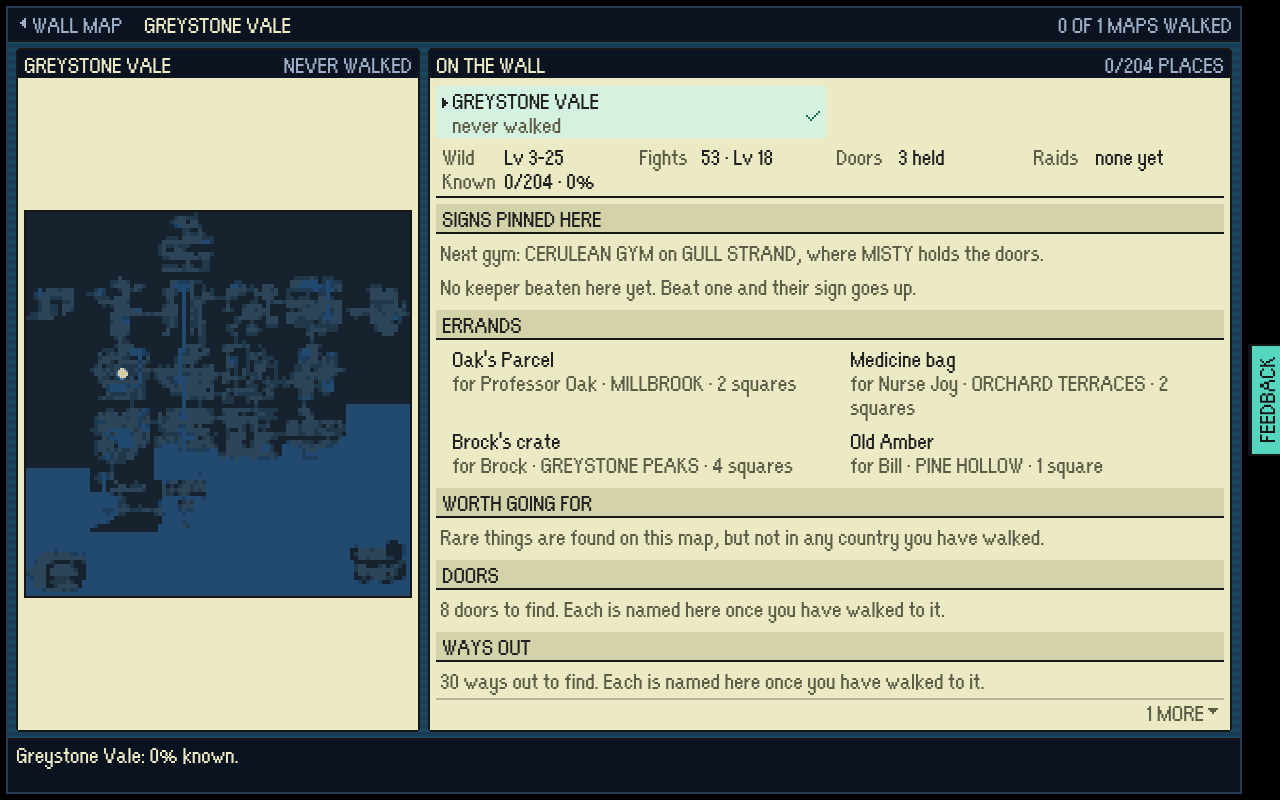 WALL MAP GREYSTONE VALE 0 OF 1 MAPS WALKED
GREYSTONE VALE NEVER WALKED
ON THE WALL 0/204 PLACES
GREYSTONE VALE
never walked
Wild Lv 3-25 Fights 53 · Lv 18 Doors 3 held Raids none yet
Known 0/204 · 0%
SIGNS PINNED HERE
Next gym: CERULEAN GYM on GULL STRAND, where MISTY holds the doors.
No keeper beaten here yet. Beat one and their sign goes up.
ERRANDS
Oak's Parcel
for Professor Oak · MILLBROOK · 2 squares
Medicine bag
for Nurse Joy · ORCHARD TERRACES · 2
squares
Brock's crate
for Brock · GREYSTONE PEAKS · 4 squares
Old Amber
for Bill · PINE HOLLOW · 1 square
WORTH GOING FOR
Rare things are found on this map, but not in any country you have walked.
DOORS
8 doors to find. Each is named here once you have walked to it.
WAYS OUT
30 ways out to find. Each is named here once you have walked to it.
1 MORE
Greystone Vale: 0% known.
FEEDBACK